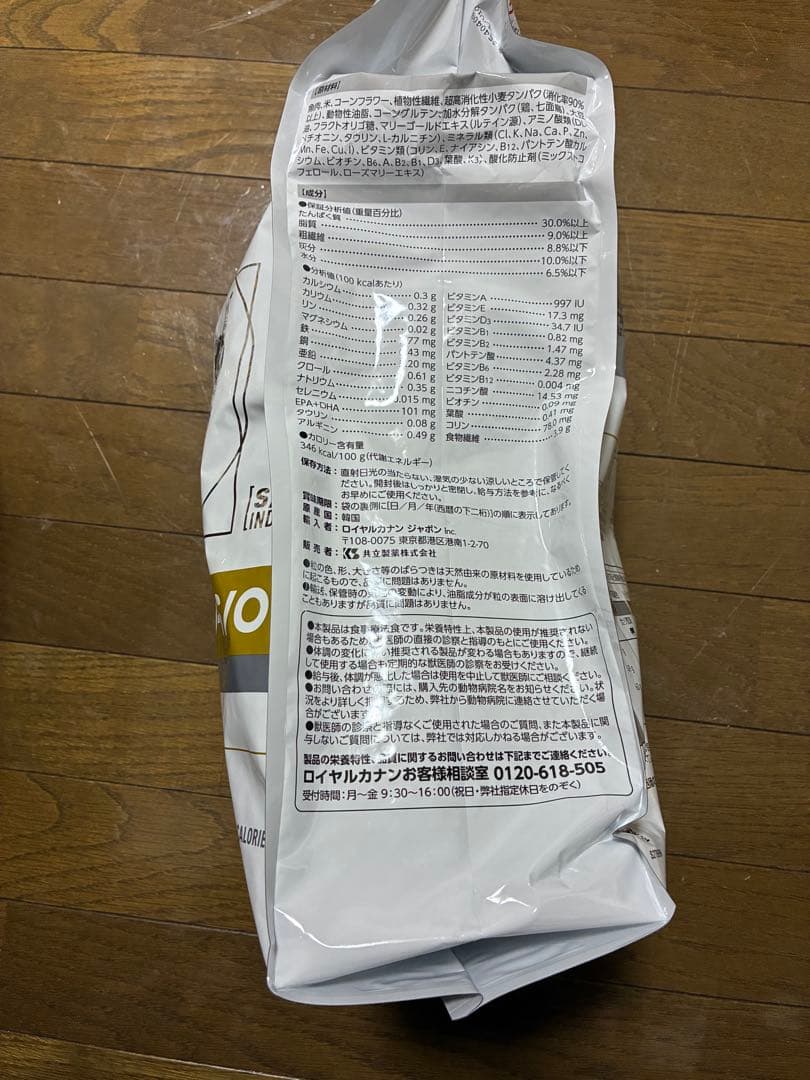 【原材料】
鶏肉、米、コーンフラワー、植物性繊維、超高消化性小麦タンパク(消化率90%
以上)、動物性油脂、コーングルテン、加水分解タンパク(鶏、七面鳥)、大豆
油、フラクトオリゴ糖、マリーゴールドエキス(ルテイン源)、アミノ酸類(DL-
メチオニン、タウリン、L-カルニチン)、ミネラル類(Cl、K、Na、Ca、P、Zn、
Mn、Fe、Cu、I)、ビタミン類(コリン、E、ナイアシン、B12、パントテン酸カル
シウム、ビオチン、B6、A、B2、B1、D3、葉酸、K3)、酸化防止剤(ミックストコ
フェロール、ローズマリーエキス)
【成分】
●保証分析値(重量百分比)
たんぱく質 30.0%以上
脂質 9.0%以上
粗繊維 8.8%以下
灰分 10.0%以下
水分 6.5%以下
●分析値(100 kcalあたり)
カルシウム 0.3 g
カリウム 0.32 g
リン 0.26 g
マグネシウム 0.02 g
鉄 77 mg
銅 43 mg
亜鉛 .20 mg
クロール 0.61 g
ナトリウム 0.35 g
セレニウム 0.015 mg
EPA+DHA 101 mg
タウリン 0.08 g
アルギニン 0.49 g
ビタミンA 997 IU
ビタミンE 17.3 mg
ビタミンD3 34.7 IU
ビタミンB1 0.82 mg
ビタミンB2 1.47 mg
パントテン酸 4.37 mg
ビタミンB6 2.28 mg
ビタミンB12 0.004 mg
ニコチン酸 14.53 mg
ビオチン 0.09 mg
葉酸 0.41 mg
コリン 78.0 mg
食物繊維 3.9 g
●カロリー含有量
346 kcal/100 g(代謝エネルギー)
保存方法:直射日光の当たらない、湿気の少ない涼しいところで保管してく
ださい。開封後はしっかりと密閉し、給与方法を参考に、なるべく
お早めにご使用ください。
賞味期限:袋の裏側に[日/月/年(西暦の下二桁)]の順に表示してあります。
原産国:韓国
輸入者:ロイヤルカナン ジャポン inc.
〒108-0075 東京都港区港南1-2-70
販売者:KS 共立製薬株式会社
❶粒の色、形、大きさ等のばらつきは天然由来の原材料を使用しているため
に起こるもので、品質に問題はありません。
❷輸送、保管時の の変動により、油脂成分が粒の表面に溶け出してくる
こともありますが品質に問題はありません。
●本製品は食事療法食です。栄養特性上、本製品の使用が推奨されない
場合もあるため、 医師の直接の診察と指導のもとにご使用ください。
●体調の変化に い推奨される製品が変わる場合もありますので、継続
して使用する場合も定期的な獣医師の診察をお受けください。
●給与後、体調が悪化した場合は使用を中止して獣医師にご相談ください。
●お問い合わせの際には、購入先の動物病院名をお知らせください。状
況をより詳しく把握するため、弊社から動物病院に連絡させていただく場
合がございます。
●獣医師の診察と指導なくご使用された場合のご質問、また本製品に関
与しないご質問については、弊社では対応しかねる場合がございます。
製品の栄養特性、品質に関するお問い合わせは下記までご連絡ください。
ロイヤルカナンお客様相談室 0120-618-505
受付時間:月〜金 9:30〜16:00(祝日・弊社指定休日をのぞく)
IND
/O
CALORIE